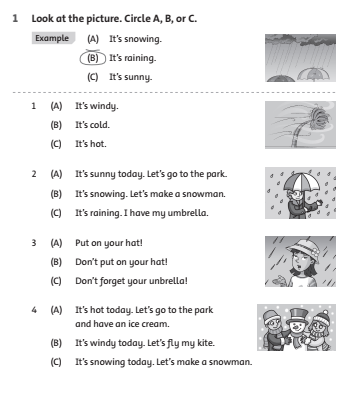 1 Look at the picture. Circle A, B, or C.
Example (A) It's snowing.
(B) It's raining.
(C) It's sunny.
1 (A) It's windy.
(B) It's cold.
(C) It's hot.
2 (A) It's sunny today. Let's go to the park.
(B) It's snowing. Let's make a snowman.
(C) It's raining. I have my umbrella.
3 (A) Put on your hat!
(B) Don't put on your hat!
(C) Don't forget your unbrella!
4 (A) It's hot today. Let's go to the park
and have an ice cream.
(B) It's windy today. Let's fly my kite.
(C) It's snowing today. Let's make a snowman.